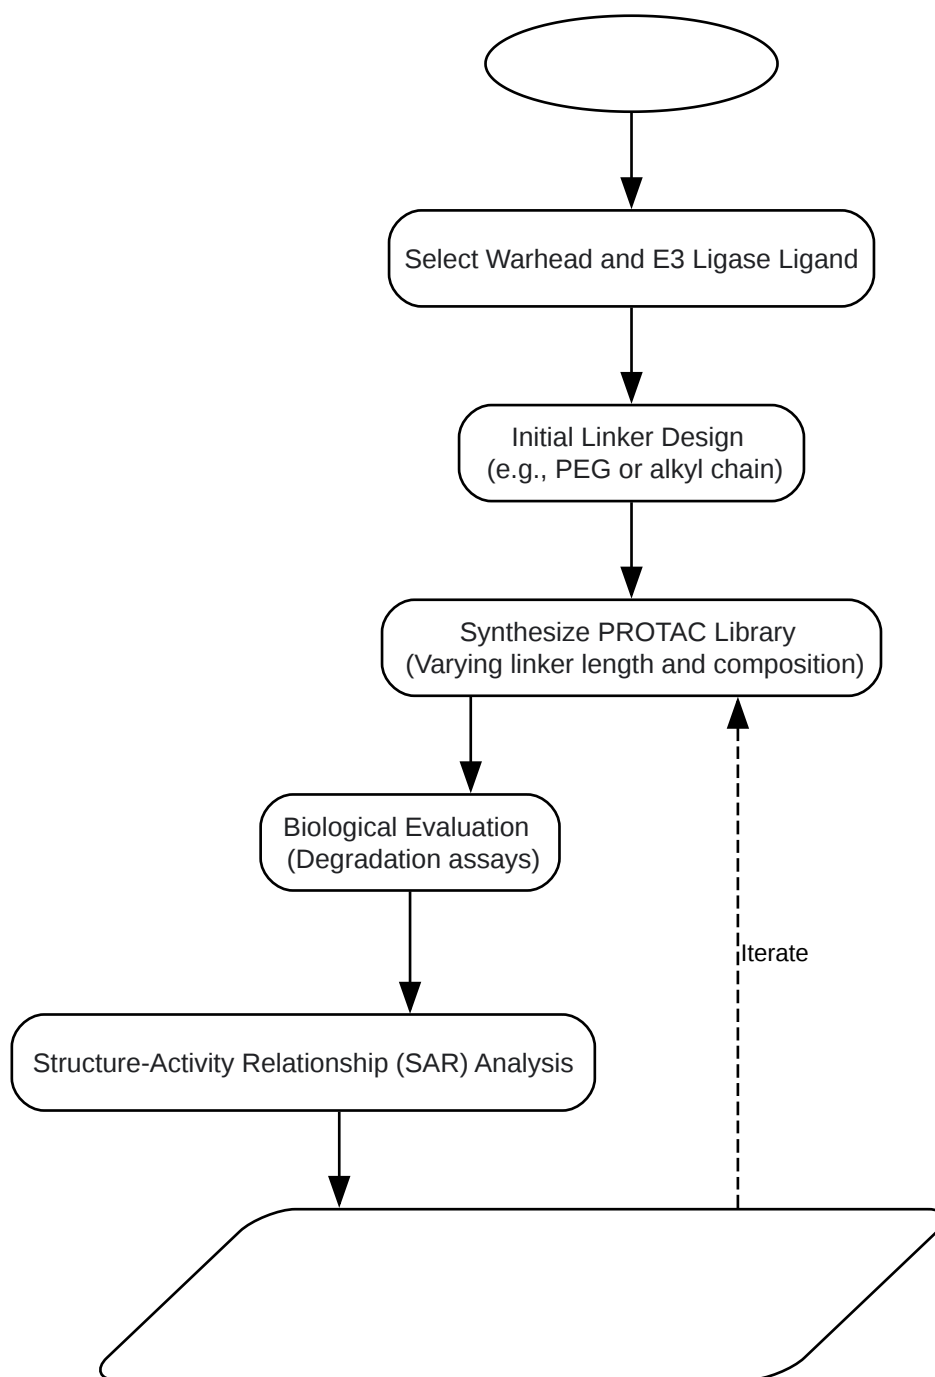 Select Warhead and E3 Ligase Ligand
Initial Linker Design
(e.g., PEG or alkyl chain)
Synthesize PROTAC Library
(Varying linker length and composition)
Biological Evaluation
(Degradation assays)
Iterate
Structure-Activity Relationship (SAR) Analysis